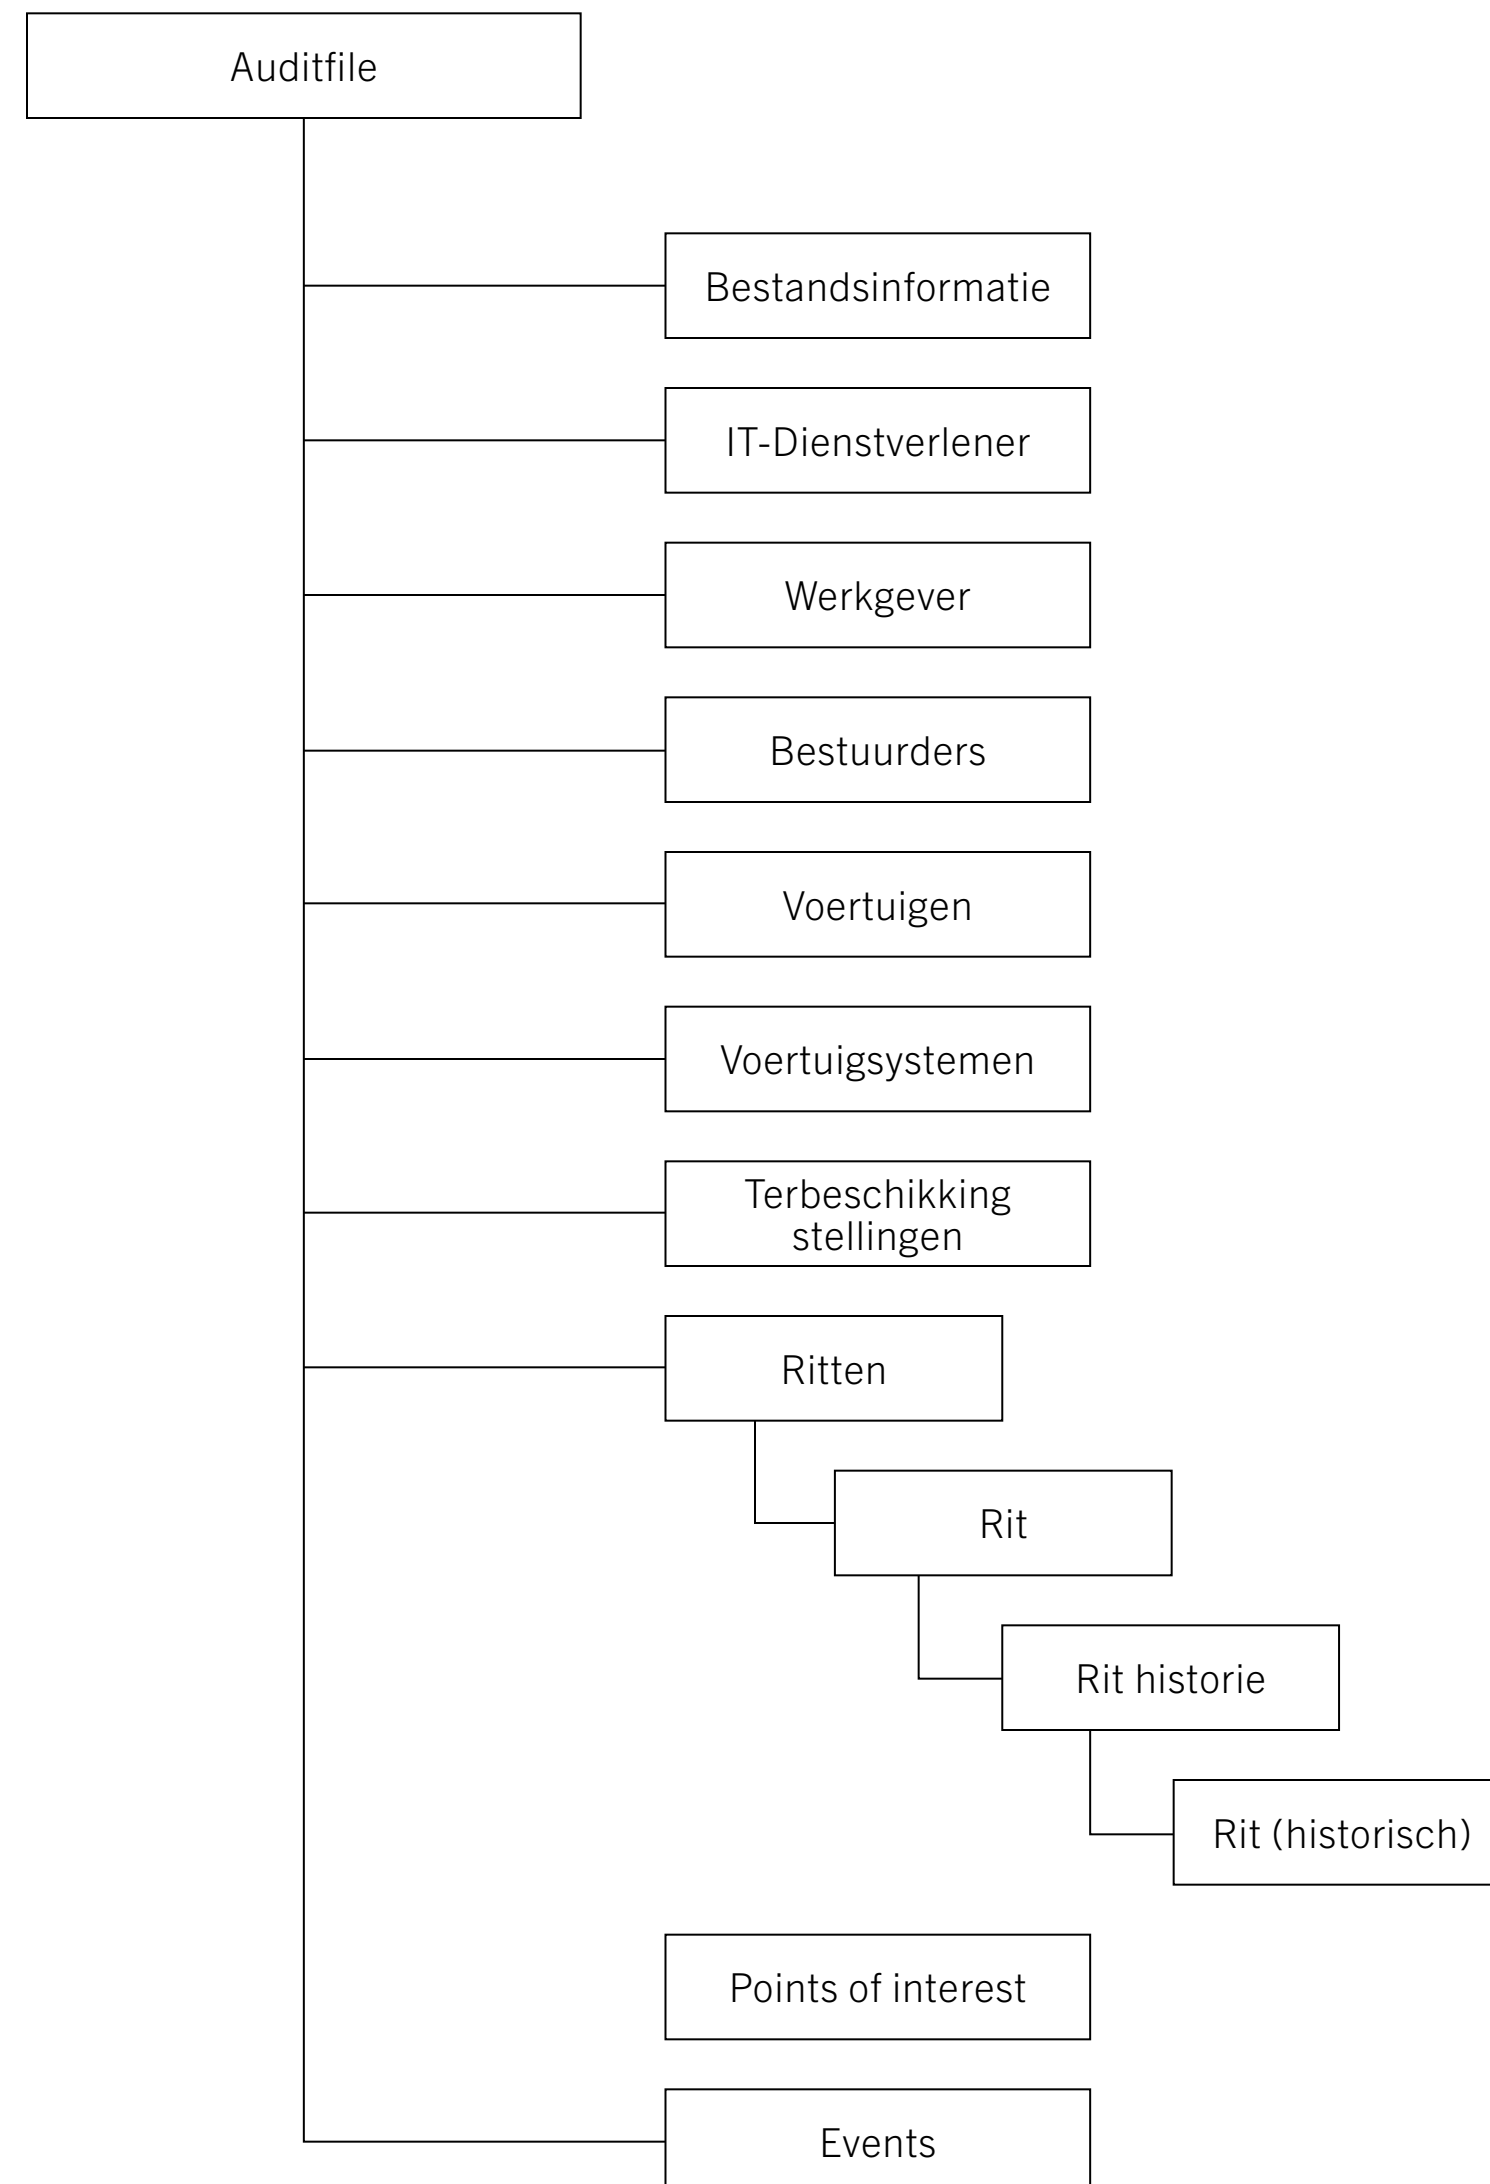 Auditfile
Bestandsinformatie
IT-Dienstverlener
Werkgever
Bestuurders
Voertuigen
Voertuigsystemen
Terbeschikking
stellingen
Ritten
Rit
Rit historie
Rit (historisch)
Points of interest
Events